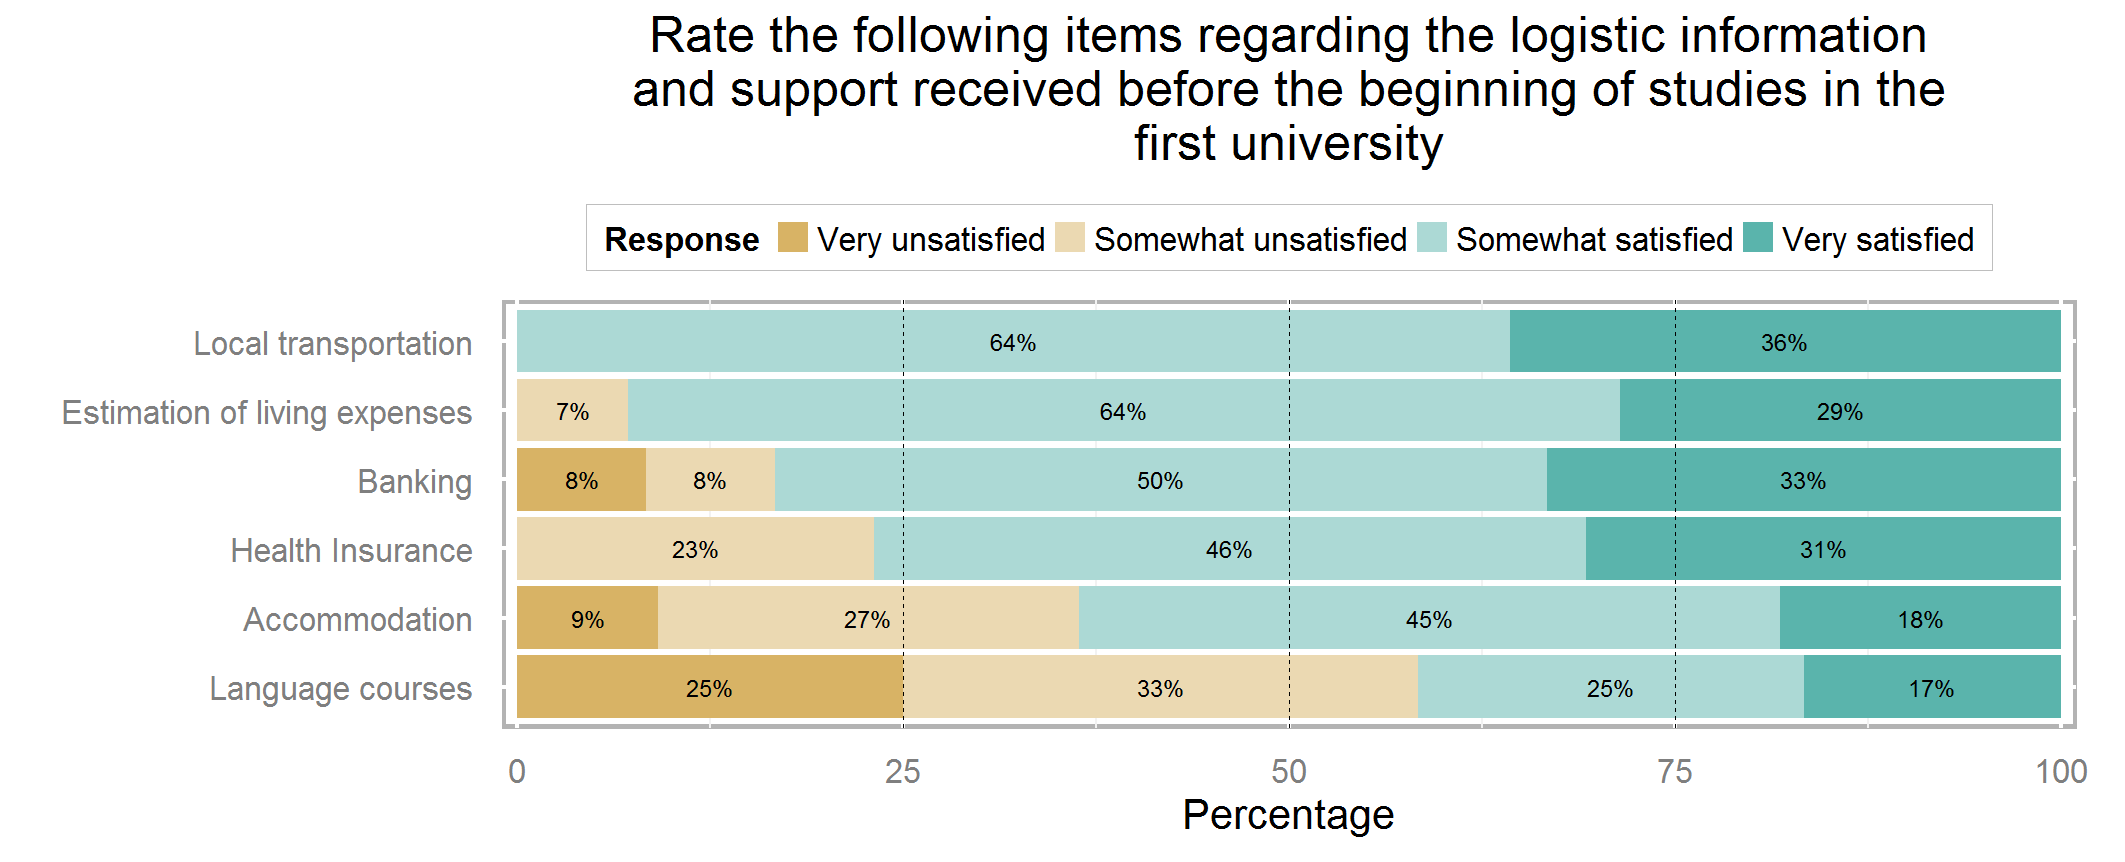 Rate the following items regarding the logistic information
and support received before the beginning of studies in the
first university
Response Very unsatisfied Somewhat unsatisfied Somewhat satisfied Very satisfied
Local transportation 64% 36%
Estimation of living expenses 7% 64% 29%
Banking 8% 8% 50% 33%
Health Insurance 23% 46% 31%
Accommodation 9% 27% 45% 18%
Language courses 25% 33% 25% 17%
0 25 50 75 100
Percentage